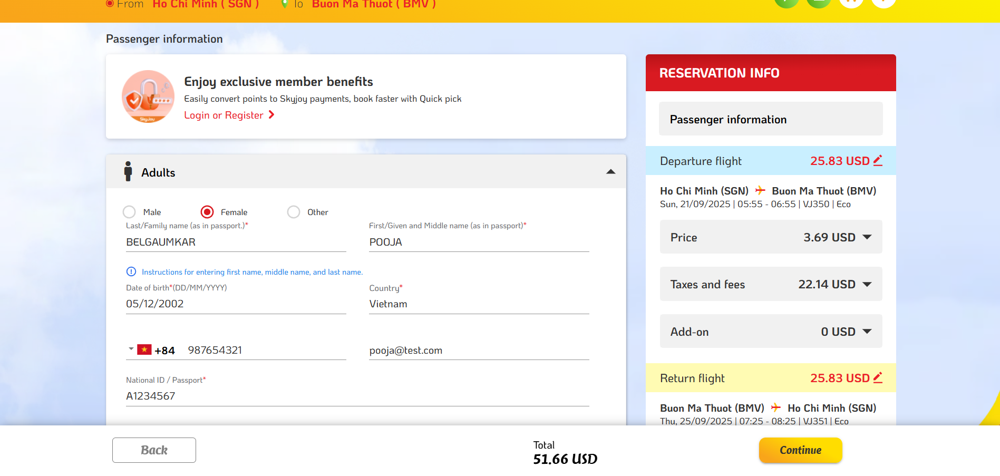 From Ho Chi Minh ( SGN ) To Buon Ma Thuot ( BMV )
Passenger information
Enjoy exclusive member benefits
Easily convert points to Skyjoy payments, book faster with Quick pick
Login or Register
SkyJoy
Adults
Male Female Other
Last/Family name (as in passport.)* First/Given and Middle name (as in passport)*
BELGAUMKAR POOJA
Instructions for entering first name, middle name, and last name.
Date of birth*(DD/MM/YYYY) Country*
05/12/2002 Vietnam
+84 987654321 pooja@test.com
National ID / Passport*
A1234567
RESERVATION INFO
Passenger information
Departure flight 25.83 USD
Ho Chi Minh (SGN) Buon Ma Thuot (BMV)
Sun, 21/09/2025 | 05:55 - 06:55 | VJ350 | Eco
Price 3.69 USD
Taxes and fees 22.14 USD
Add-on 0 USD
Return flight 25.83 USD
Buon Ma Thuot (BMV) Ho Chi Minh (SGN)
Thu, 25/09/2025 | 07:25 - 08:25 | VJ351 | Eco
Back
Total
51.66 USD
Continue